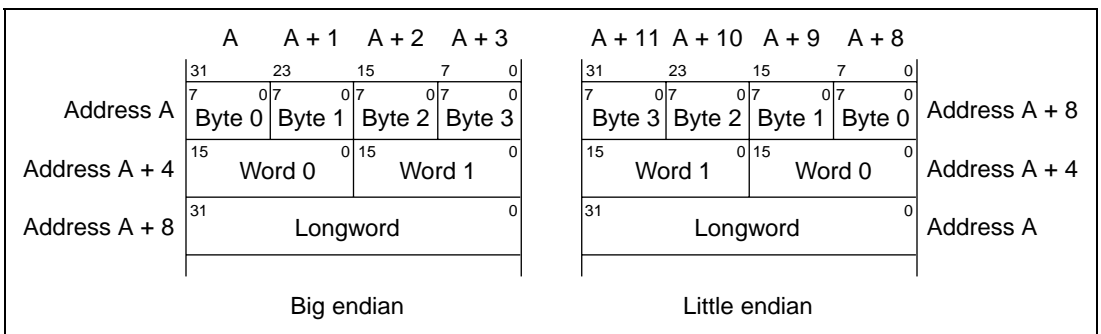 A A + 1 A + 2 A + 3 A + 11 A + 10 A + 9 A + 8
31 23 15 7 0 31 23 15 7 0
7 0 7 0 7 0 7 0 7 0 7 0 7 0 7 0
Address A Byte 0 Byte 1 Byte 2 Byte 3 Byte 3 Byte 2 Byte 1 Byte 0 Address A + 8
15 0 15 0 15 0 15 0
Address A + 4 Word 0 Word 1 Word 1 Word 0 Address A + 4
31 0 31 0
Address A + 8 Longword Longword Address A
Big endian Little endian